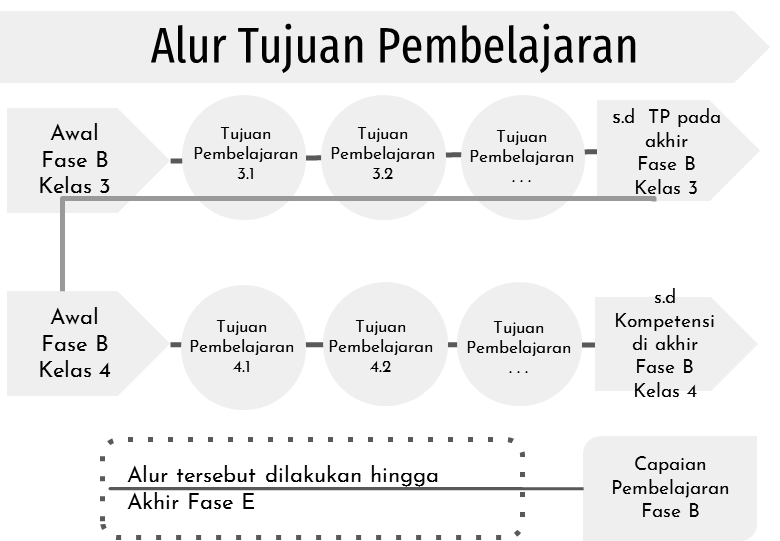 Alur Tujuan Pembelajaran
Awal
Fase B
Kelas 3
Tujuan
Pembelajaran
3.1
Tujuan
Pembelajaran
3.2
Tujuan
Pembelajaran
. . .
s.d TP pada
akhir
Fase B
Kelas 3
Awal
Fase B
Kelas 4
Tujuan
Pembelajaran
4.1
Tujuan
Pembelajaran
4.2
Tujuan
Pembelajaran
. . .
s.d
Kompetensi
di akhir
Fase B
Kelas 4
Alur tersebut dilakukan hingga
Akhir Fase E
Capaian
Pembelajaran
Fase B